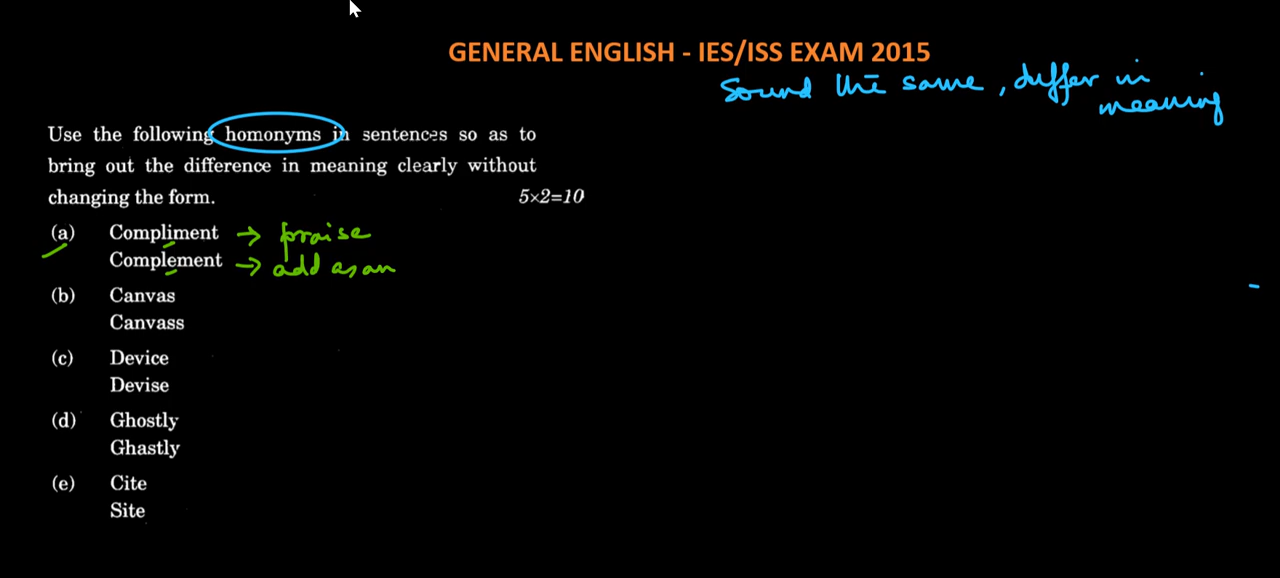 GENERAL ENGLISH - IES/ISS EXAM 2015
Sound the same, differ in
meaning
Use the following homonyms in sentences so as to
bring out the difference in meaning clearly without
changing the form. 5×2=10
(a) Compliment → praise
Complement → add as an
(b) Canvas
Canvass
(c) Device
Devise
(d) Ghostly
Ghastly
(e) Cite
Site